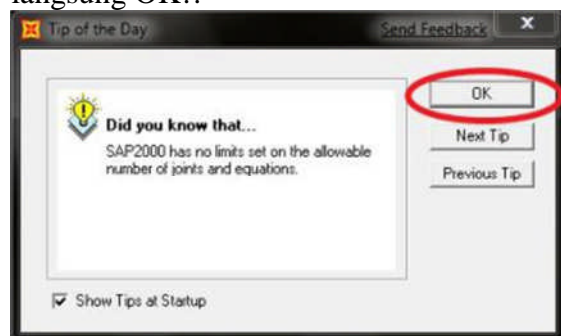 langsung OK!!
Tip of the Day
Send Feedback
X
OK
Did you know that...
SAP2000 has no limits set on the allowable
number of joints and equations.
Next Tip
Previous Tip
Show Tips at Startup